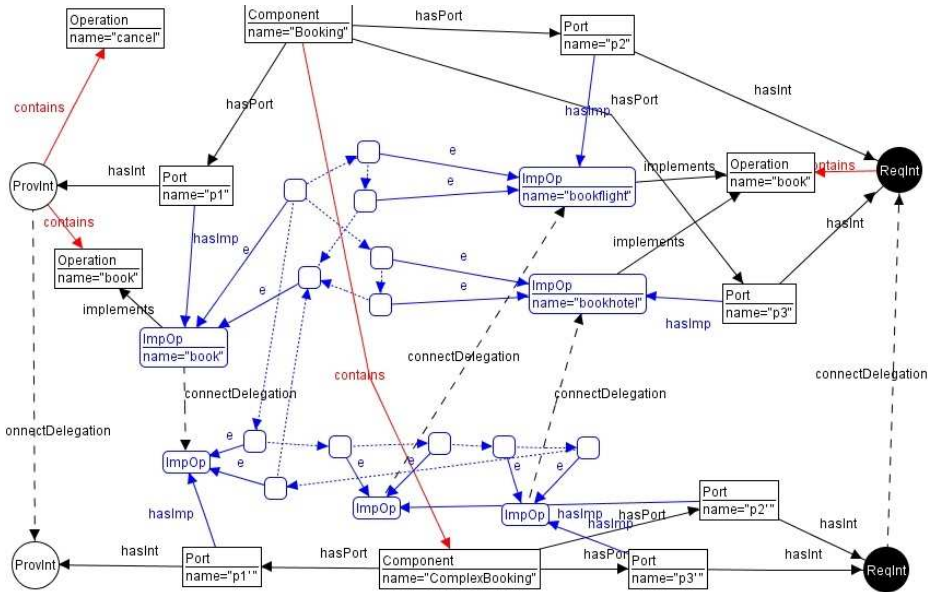 Operation
name="cancel"
Component
name="Booking"
hasPort
Port
name="p2"
contains
hasPort
hasImp
hasPort
hasInt
ProvInt
hasInt
Port
name="p1"
e
e
ImpOp
name="bookflight"
implements
Operation
name="book"
contains
ReqInt
contains
hasImp
e
implements
hasInt
Operation
name="book"
e
e
e
ImpOp
name="bookhotel"
Port
name="p3"
implements
hasImp
ImpOp
name="book"
connectDelegation
contains
connectDelegation
connectDelegation
connectDelegation
onnectDelegation
e
e
e
e
e
e
ImpOp
ImpOp
ImpOp
hasImp
hasImp
hasImp
hasPort
Port
name="p2'"
hasInt
ProvInt
hasInt
Port
name="p1'"
hasPort
Component
name="ComplexBooking"
hasPort
Port
name="p3'"
hasInt
ReqInt